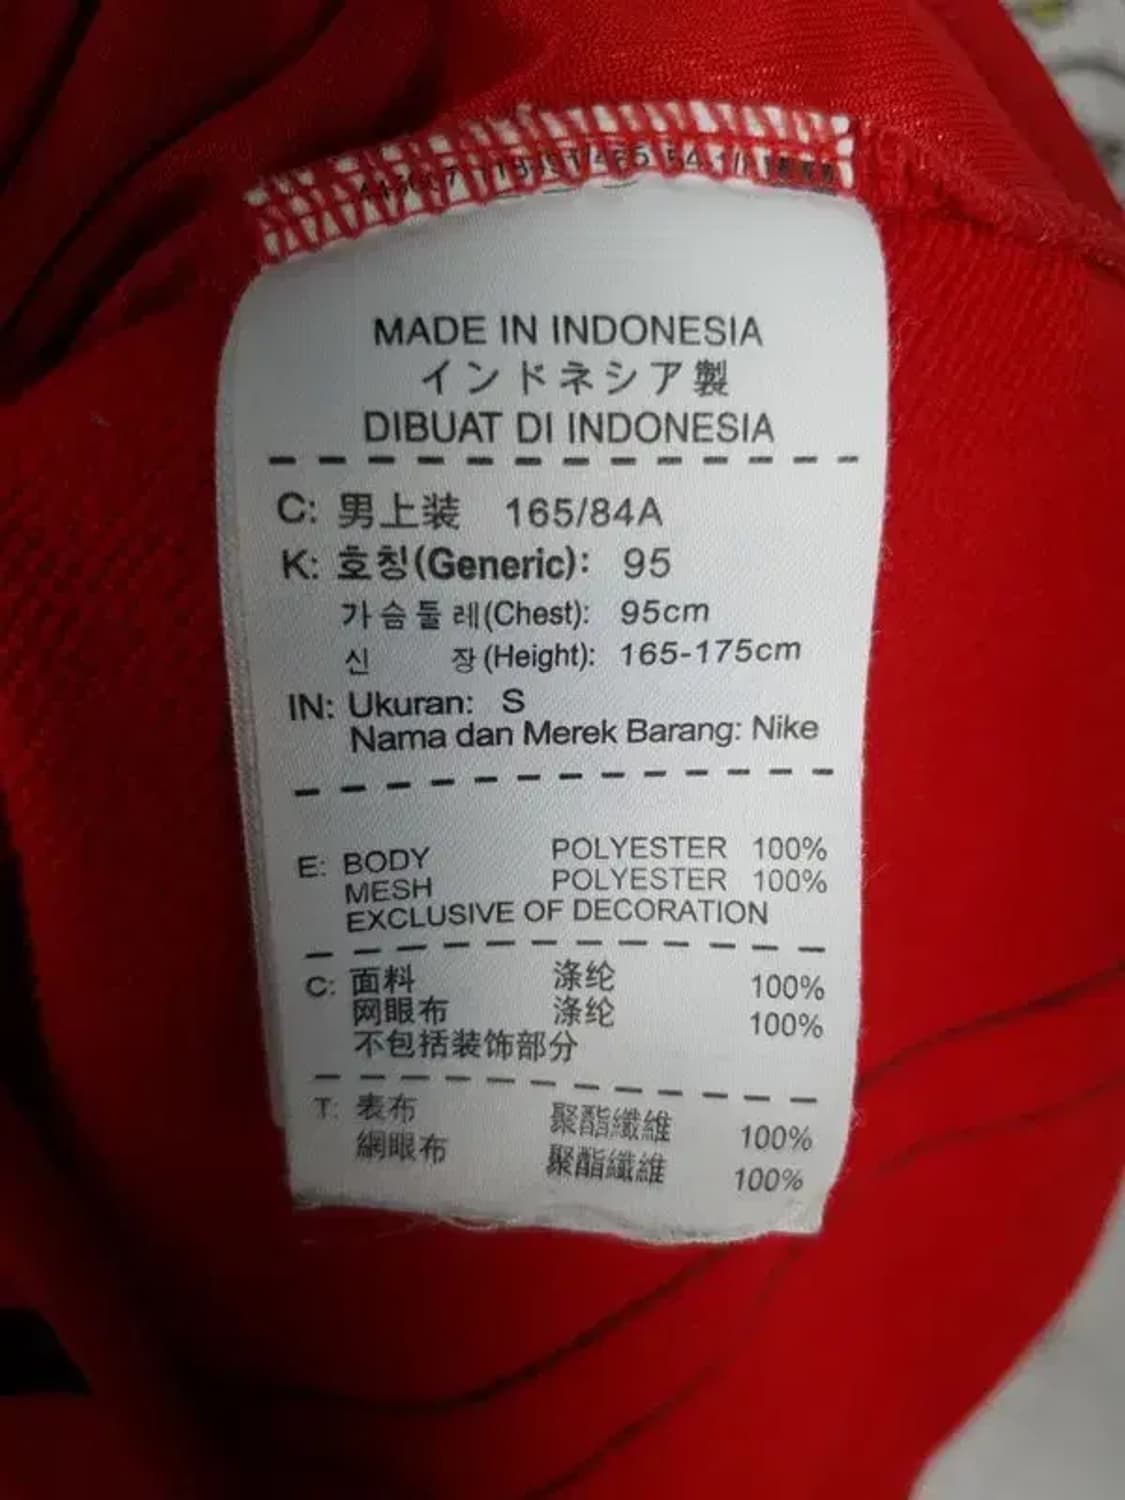 MADE IN INDONESIA
インドネシア製
DIBUAT DI INDONESIA
C: 男上装 165/84A
K: 호칭(Generic): 95
가슴둘레(Chest): 95cm
신 장(Height): 165-175cm
IN: Ukuran: S
Nama dan Merek Barang: Nike
E: BODY POLYESTER 100%
MESH POLYESTER 100%
EXCLUSIVE OF DECORATION
C: 面料 涤纶 100%
网眼布 涤纶 100%
不包括装饰部分
T: 表布 聚酯纖維 100%
網眼布 聚酯纖維 100%